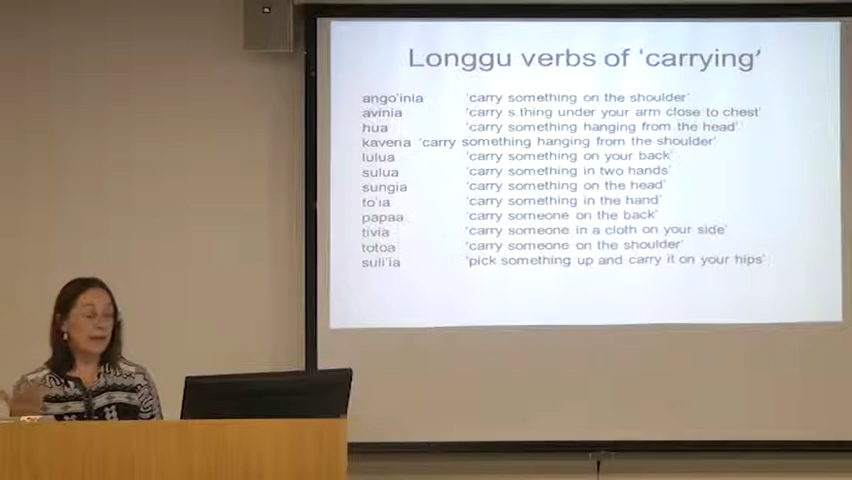 Longgu verbs of 'carrying'
ango'inia 'carry something on the shoulder'
avinia 'carry s.thing under your arm close to chest'
hua 'carry something hanging from the head'
kaveria 'carry something hanging from the shoulder'
lulua 'carry something on your back'
sulua 'carry something in two hands'
sungia 'carry something on the head'
to'ia 'carry something in the hand'
papaa 'carry someone on the back'
tivia 'carry someone in a cloth on your side'
totoa 'carry someone on the shoulder'
suli'ia 'pick something up and carry it on your hips'